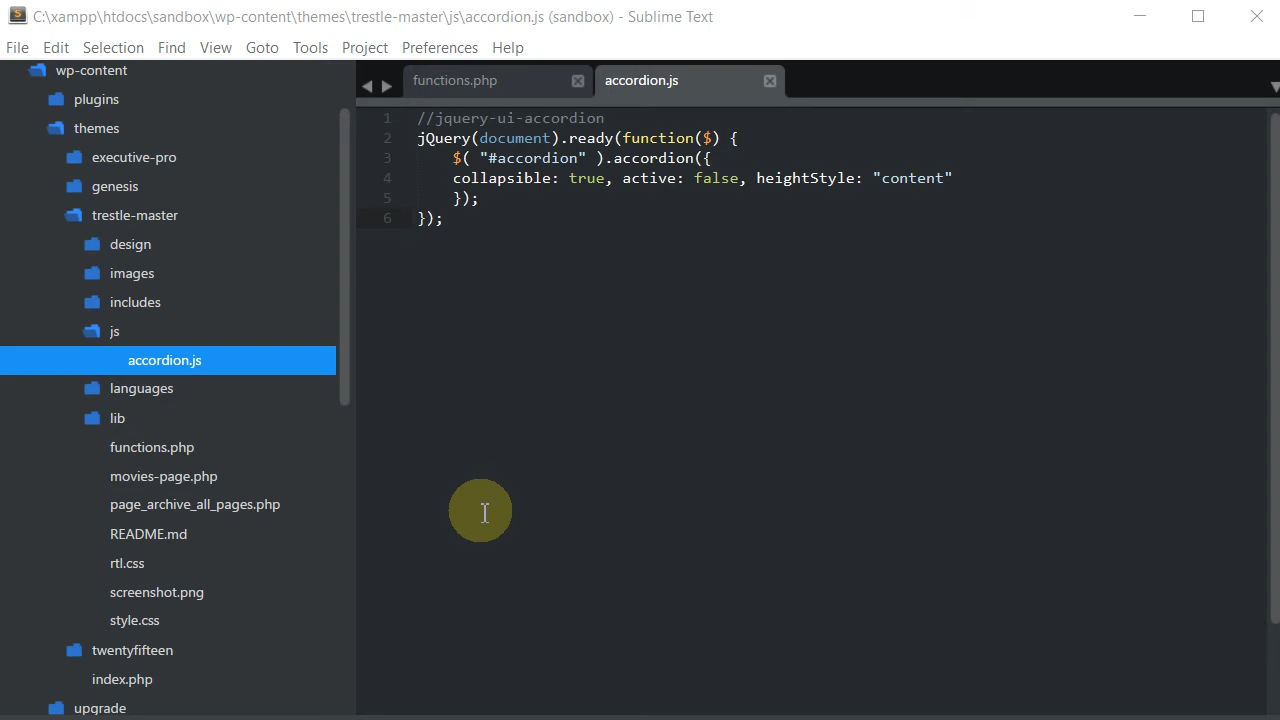 C:\xampp\htdocs\sandbox\wp-content\themes\trestle-master\js\accordion.js (sandbox) - Sublime Text
File Edit Selection Find View Goto Tools Project Preferences Help
wp-content
plugins
themes
executive-pro
genesis
trestle-master
design
images
includes
js
accordion.js
languages
lib
functions.php
movies-page.php
page_archive_all_pages.php
README.md
rtl.css
screenshot.png
style.css
twentyfifteen
index.php
upgrade
functions.php accordion.js
1 //jquery-ui-accordion
2 jQuery(document).ready(function($) {
3 $( "#accordion" ).accordion({
4 collapsible: true, active: false, heightStyle: "content"
5 });
6 });